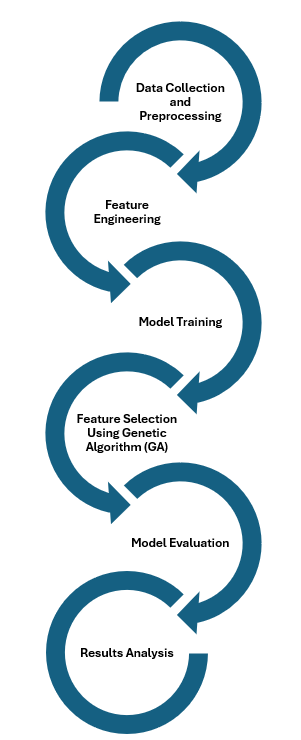 Data Collection
and
Preprocessing
Feature
Engineering
Model Training
Feature Selection
Using Genetic
Algorithm (GA)
Model Evaluation
Results Analysis